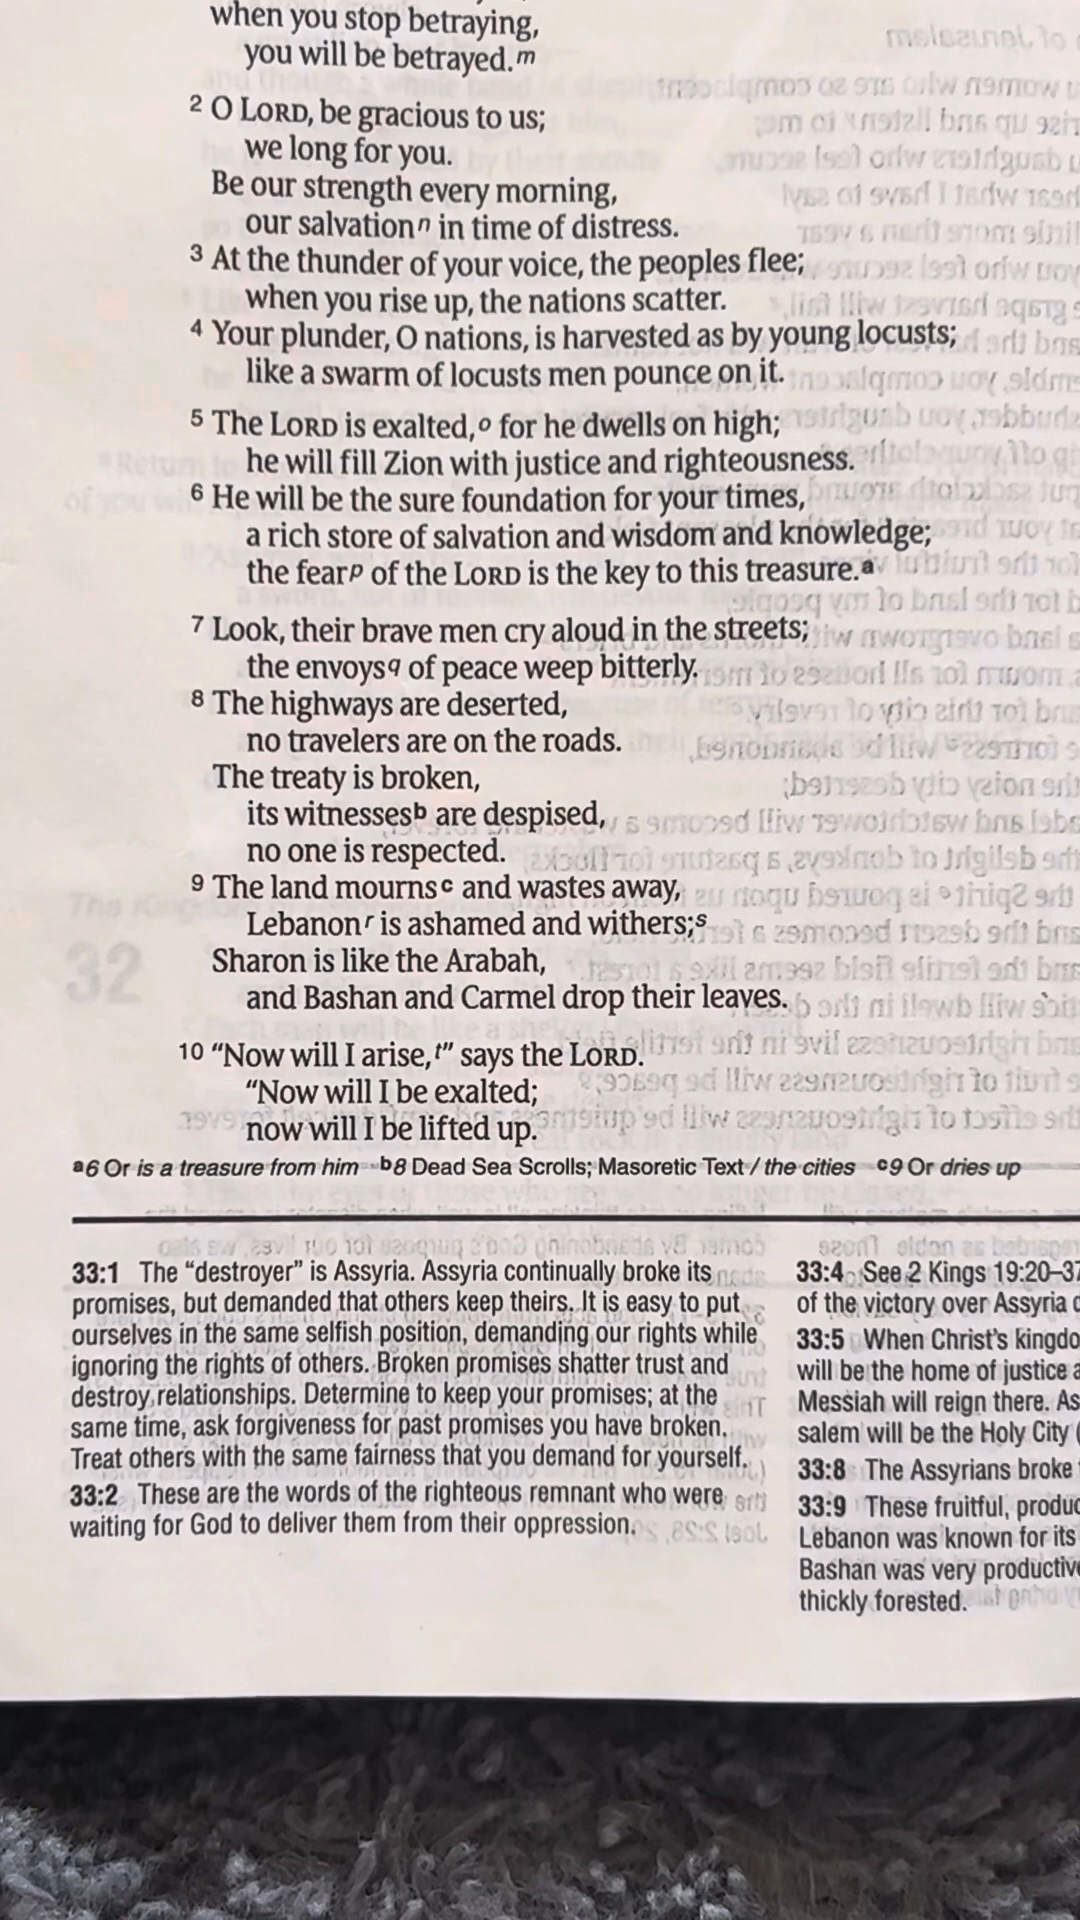 when you stop betraying,
you will be betrayed.m
2 O LORD, be gracious to us;
we long for you.
Be our strength every morning,
our salvationn in time of distress.
3 At the thunder of your voice, the peoples flee;
when you rise up, the nations scatter.
4 Your plunder, O nations, is harvested as by young locusts;
like a swarm of locusts men pounce on it.
5 The LORD is exalted,o for he dwells on high;
he will fill Zion with justice and righteousness.
6 He will be the sure foundation for your times,
a rich store of salvation and wisdom and knowledge;
the fearp of the LORD is the key to this treasure.a
7 Look, their brave men cry aloud in the streets;
the envoysq of peace weep bitterly.
8 The highways are deserted,
no travelers are on the roads.
The treaty is broken,
its witnessesb are despised,
no one is respected.
9 The land mournsc and wastes away,
Lebanonr is ashamed and withers;s
Sharon is like the Arabah,
and Bashan and Carmel drop their leaves.
10 “Now will I arise,t” says the LORD.
“Now will I be exalted;
now will I be lifted up.
a6 Or is a treasure from him b8 Dead Sea Scrolls; Masoretic Text / the cities c9 Or dries up
33:1 The “destroyer” is Assyria. Assyria continually broke its
promises, but demanded that others keep theirs. It is easy to put
ourselves in the same selfish position, demanding our rights while
ignoring the rights of others. Broken promises shatter trust and
destroy relationships. Determine to keep your promises; at the
same time, ask forgiveness for past promises you have broken.
Treat others with the same fairness that you demand for yourself.
33:2 These are the words of the righteous remnant who were
waiting for God to deliver them from their oppression.
33:4 See 2 Kings 19:20–37
of the victory over Assyria
33:5 When Christ’s kingdo
will be the home of justice a
Messiah will reign there. As
salem will be the Holy City (
33:8 The Assyrians broke
33:9 These fruitful, produc
Lebanon was known for its
Bashan was very productive
thickly forested.